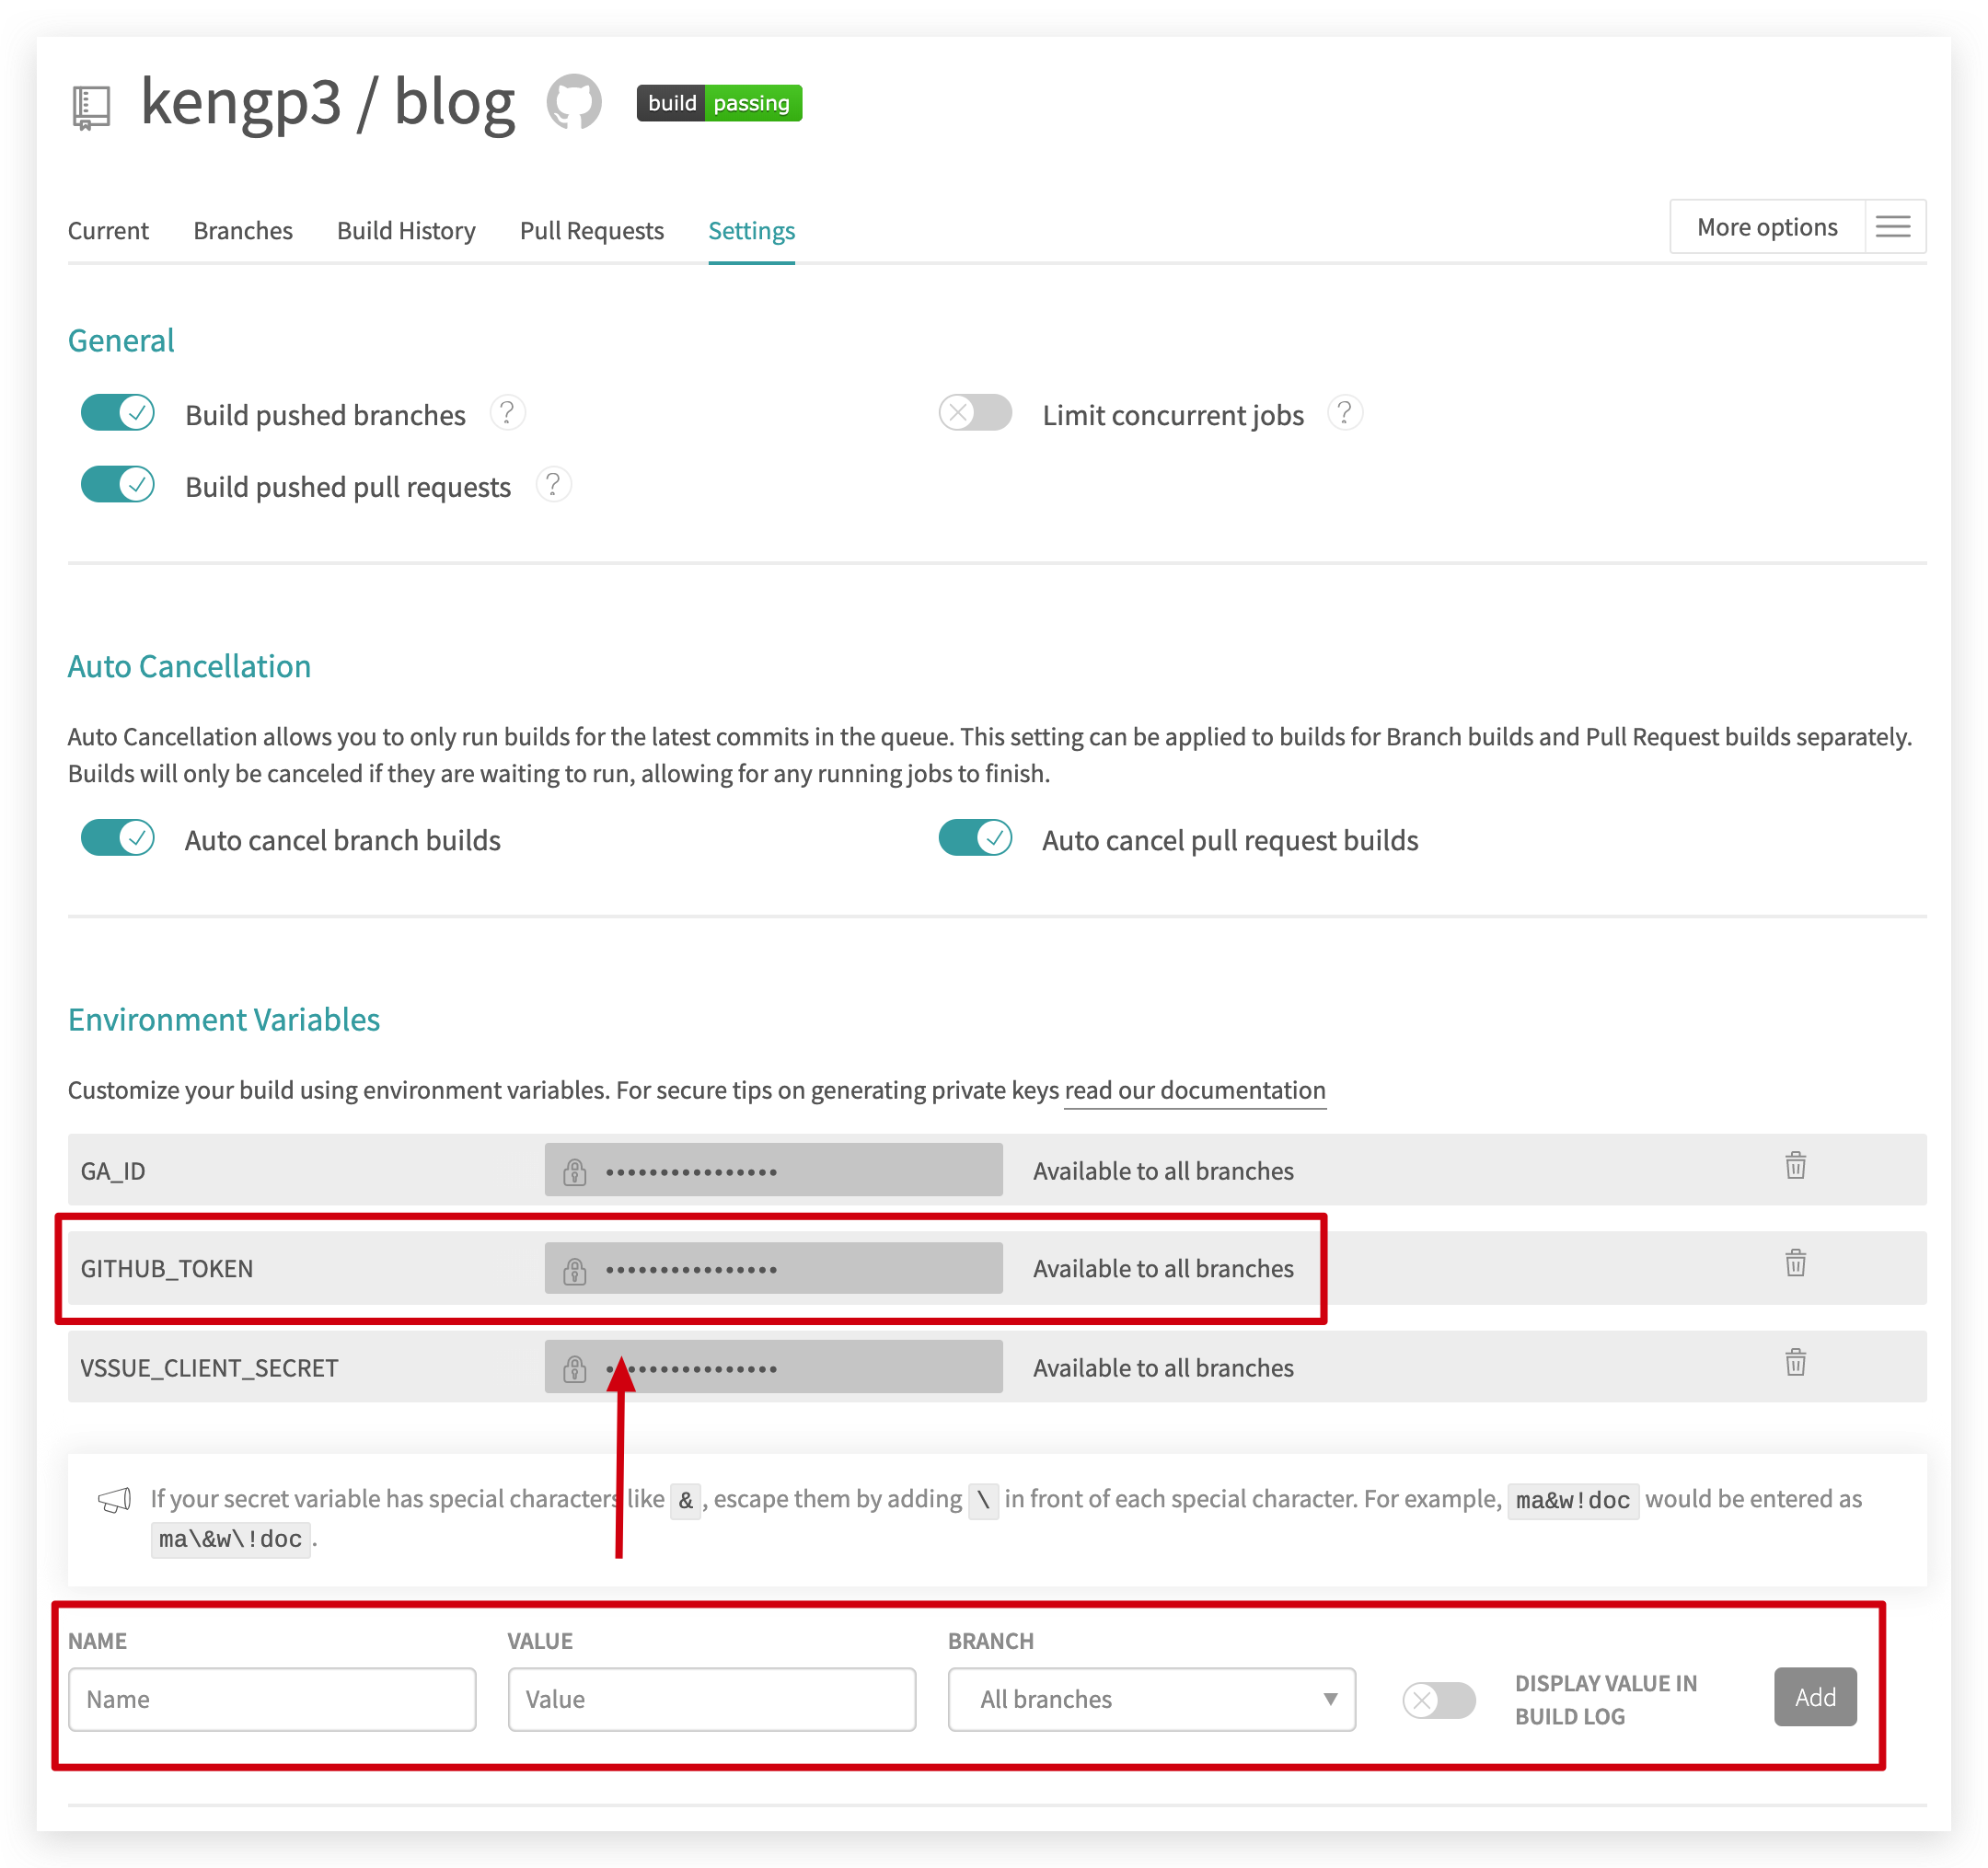 kengp3 / blog
build passing
Current Branches Build History Pull Requests Settings More options
General
Build pushed branches ? Limit concurrent jobs ?
Build pushed pull requests ?
Auto Cancellation
Auto Cancellation allows you to only run builds for the latest commits in the queue. This setting can be applied to builds for Branch builds and Pull Request builds separately.
Builds will only be canceled if they are waiting to run, allowing for any running jobs to finish.
Auto cancel branch builds Auto cancel pull request builds
Environment Variables
Customize your build using environment variables. For secure tips on generating private keys read our documentation
GA_ID •••••••••••••••• Available to all branches
GITHUB_TOKEN •••••••••••••••• Available to all branches
VSSUE_CLIENT_SECRET •••••••••••••••• Available to all branches
If your secret variable has special characters like & , escape them by adding \ in front of each special character. For example, ma&w!doc would be entered as
ma\&w\!doc .
NAME VALUE BRANCH
Name Value All branches DISPLAY VALUE IN BUILD LOG Add